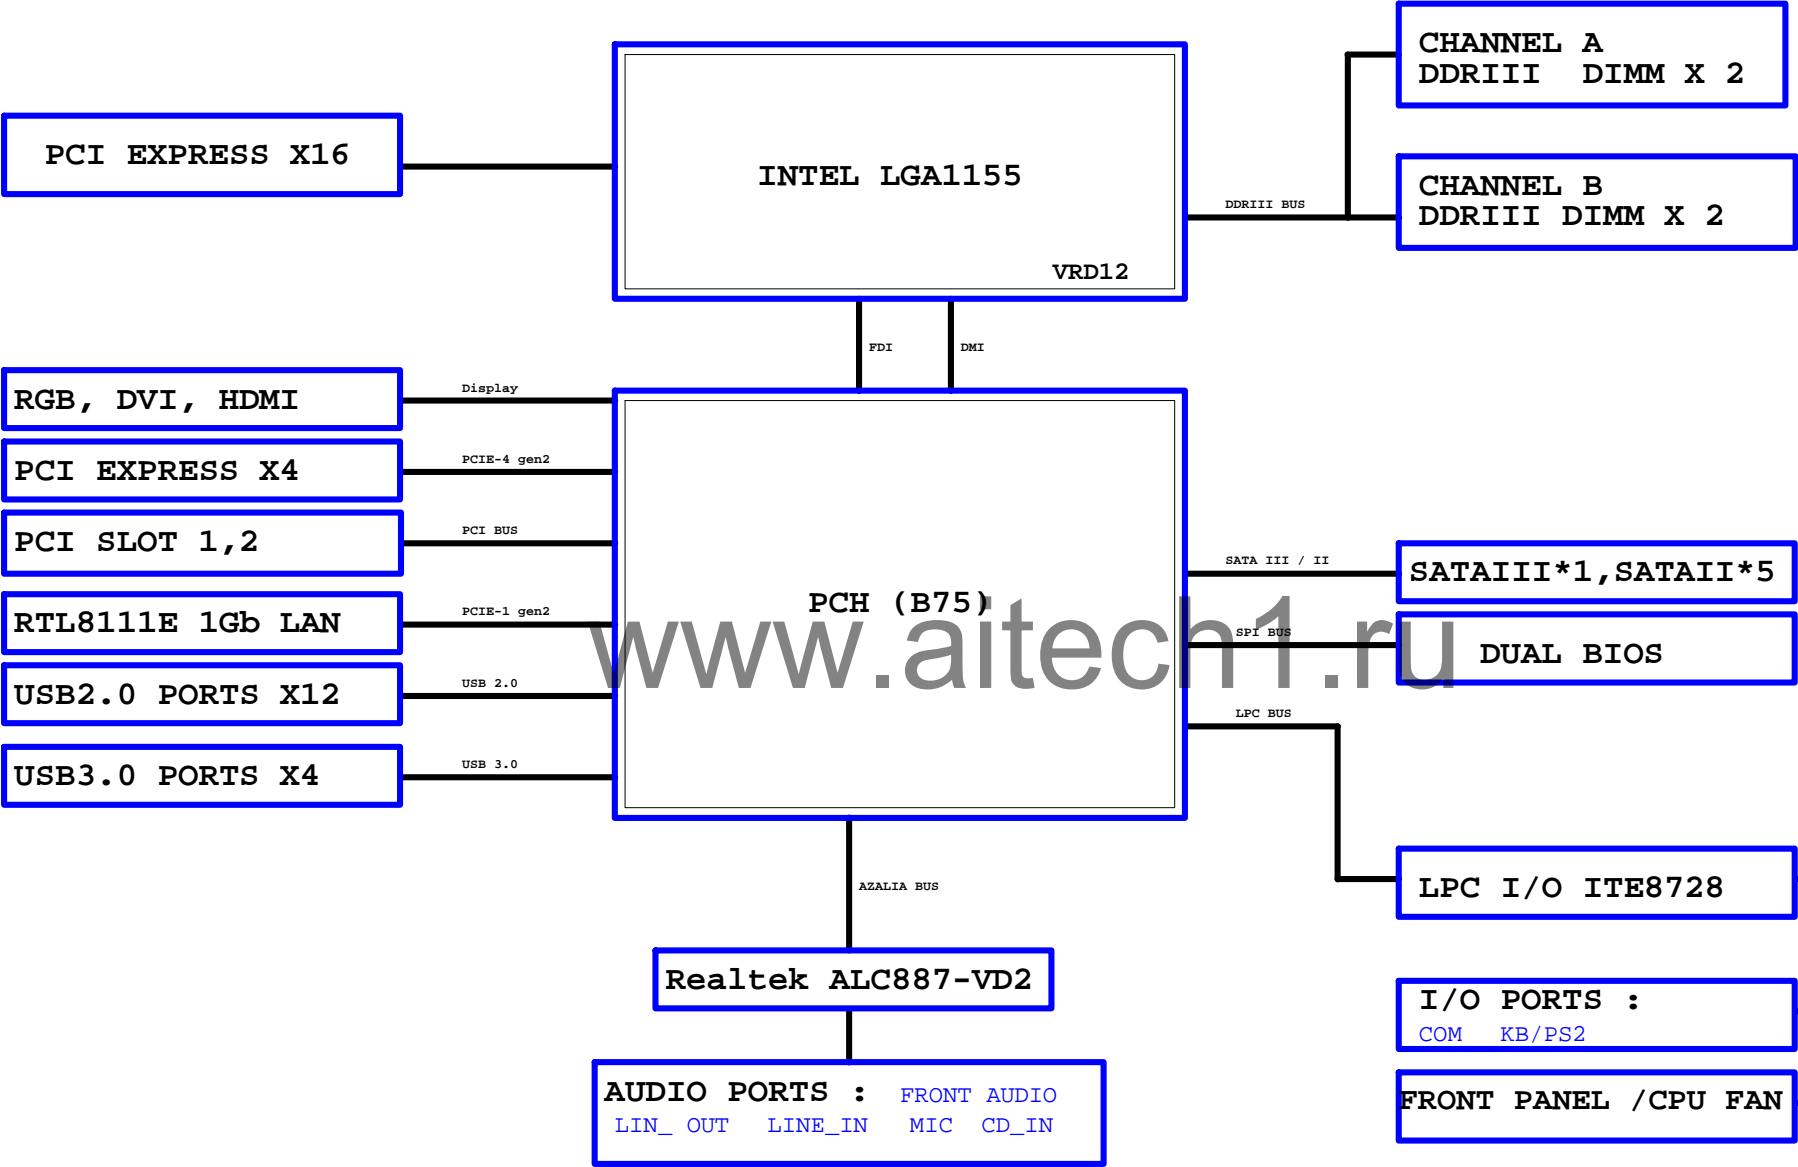 CHANNEL A
DDRIII DIMM X 2
PCI EXPRESS X16
INTEL LGA1155
VRD12
DDRIII BUS
CHANNEL B
DDRIII DIMM X 2
FDI
DMI
RGB, DVI, HDMI
Display
PCI EXPRESS X4
PCIE-4 gen2
PCI SLOT 1,2
PCI BUS
RTL8111E 1Gb LAN
PCIE-1 gen2
USB2.0 PORTS X12
USB 2.0
USB3.0 PORTS X4
USB 3.0
PCH (B75)
www.aitech1.ru
SATA III / II
SATAIII*1,SATAII*5
SPI BUS
DUAL BIOS
LPC BUS
LPC I/O ITE8728
AZALIA BUS
Realtek ALC887-VD2
AUDIO PORTS : FRONT AUDIO
LIN_ OUT LINE_IN MIC CD_IN
I/O PORTS :
COM KB/PS2
FRONT PANEL /CPU FAN